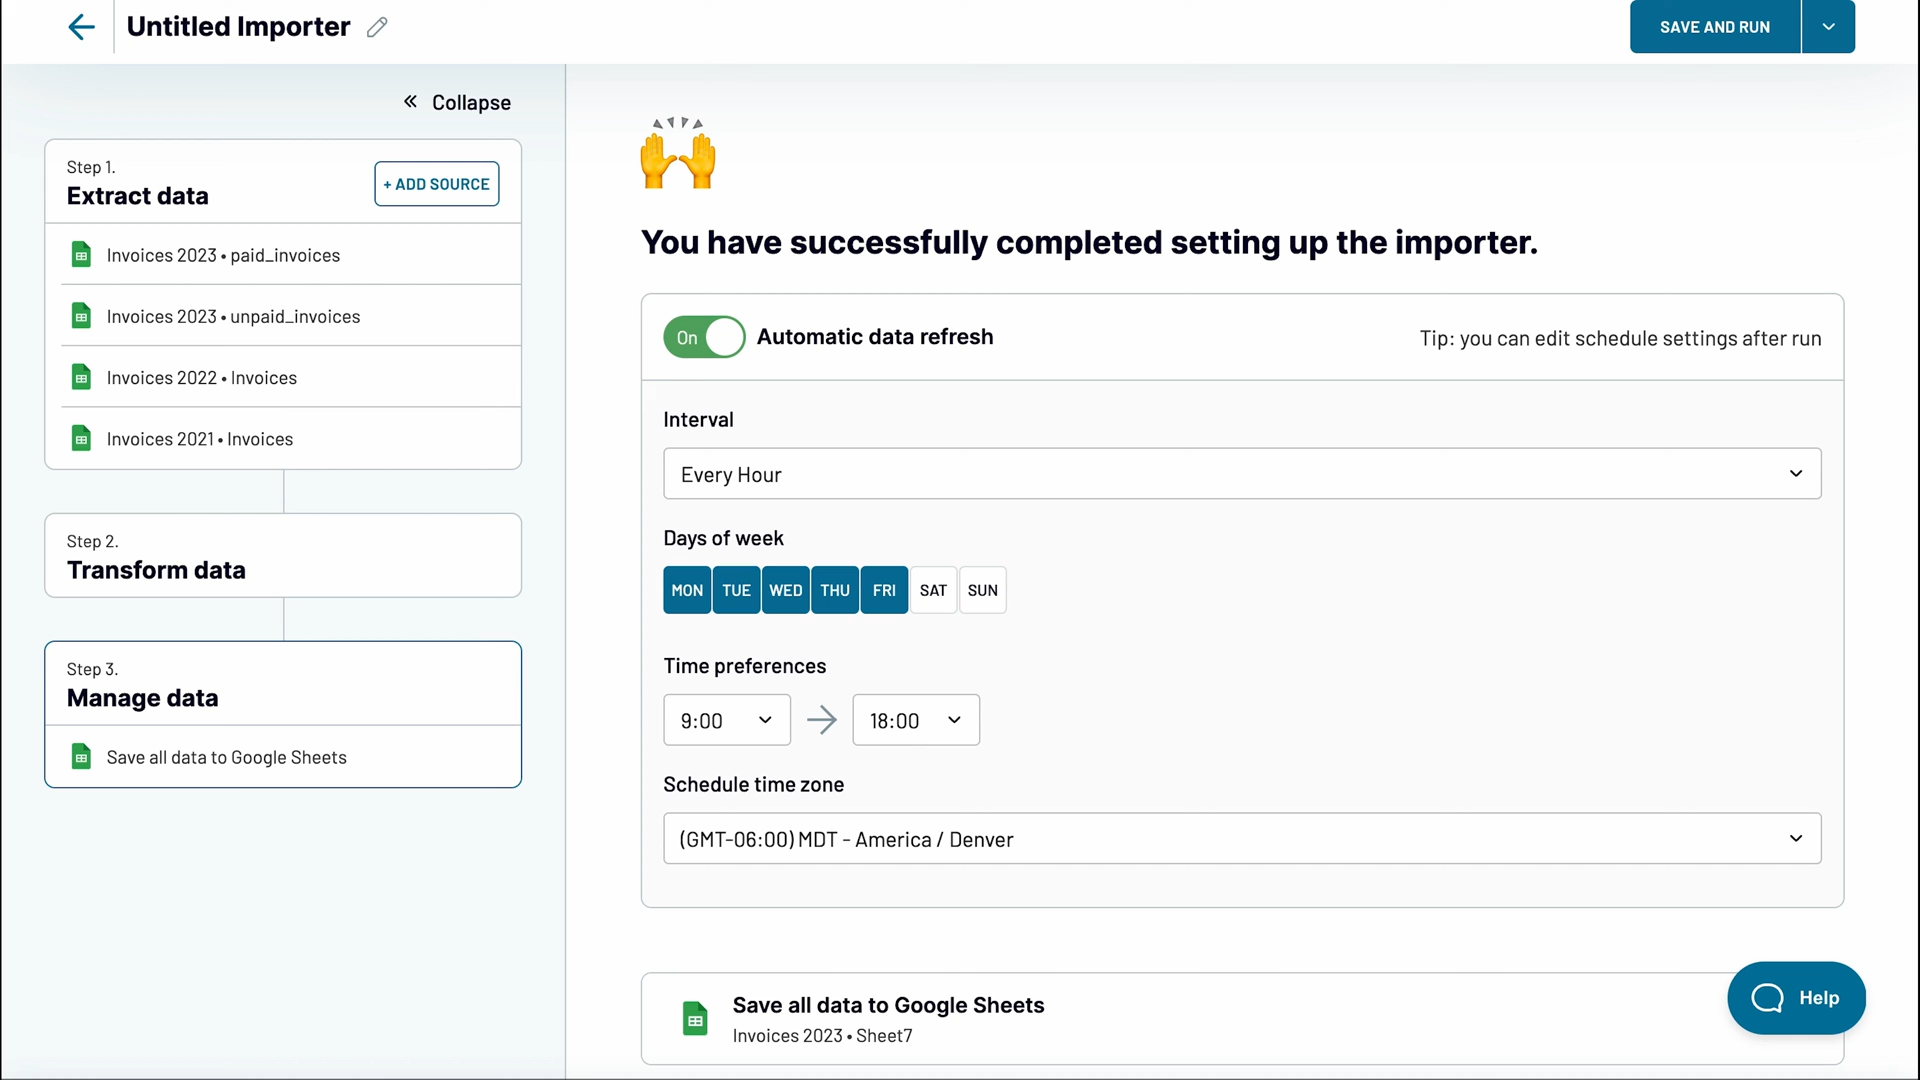 Untitled Importer
SAVE AND RUN
Collapse
Step 1.
Extract data
+ ADD SOURCE
Invoices 2023 • paid_invoices
Invoices 2023 • unpaid_invoices
Invoices 2022 • Invoices
Invoices 2021 • Invoices
Step 2.
Transform data
Step 3.
Manage data
Save all data to Google Sheets
You have successfully completed setting up the importer.
On
Automatic data refresh
Tip: you can edit schedule settings after run
Interval
Every Hour
Days of week
MON TUE WED THU FRI SAT SUN
Time preferences
9:00
18:00
Schedule time zone
(GMT-06:00) MDT - America / Denver
Save all data to Google Sheets
Invoices 2023 • Sheet7
Help